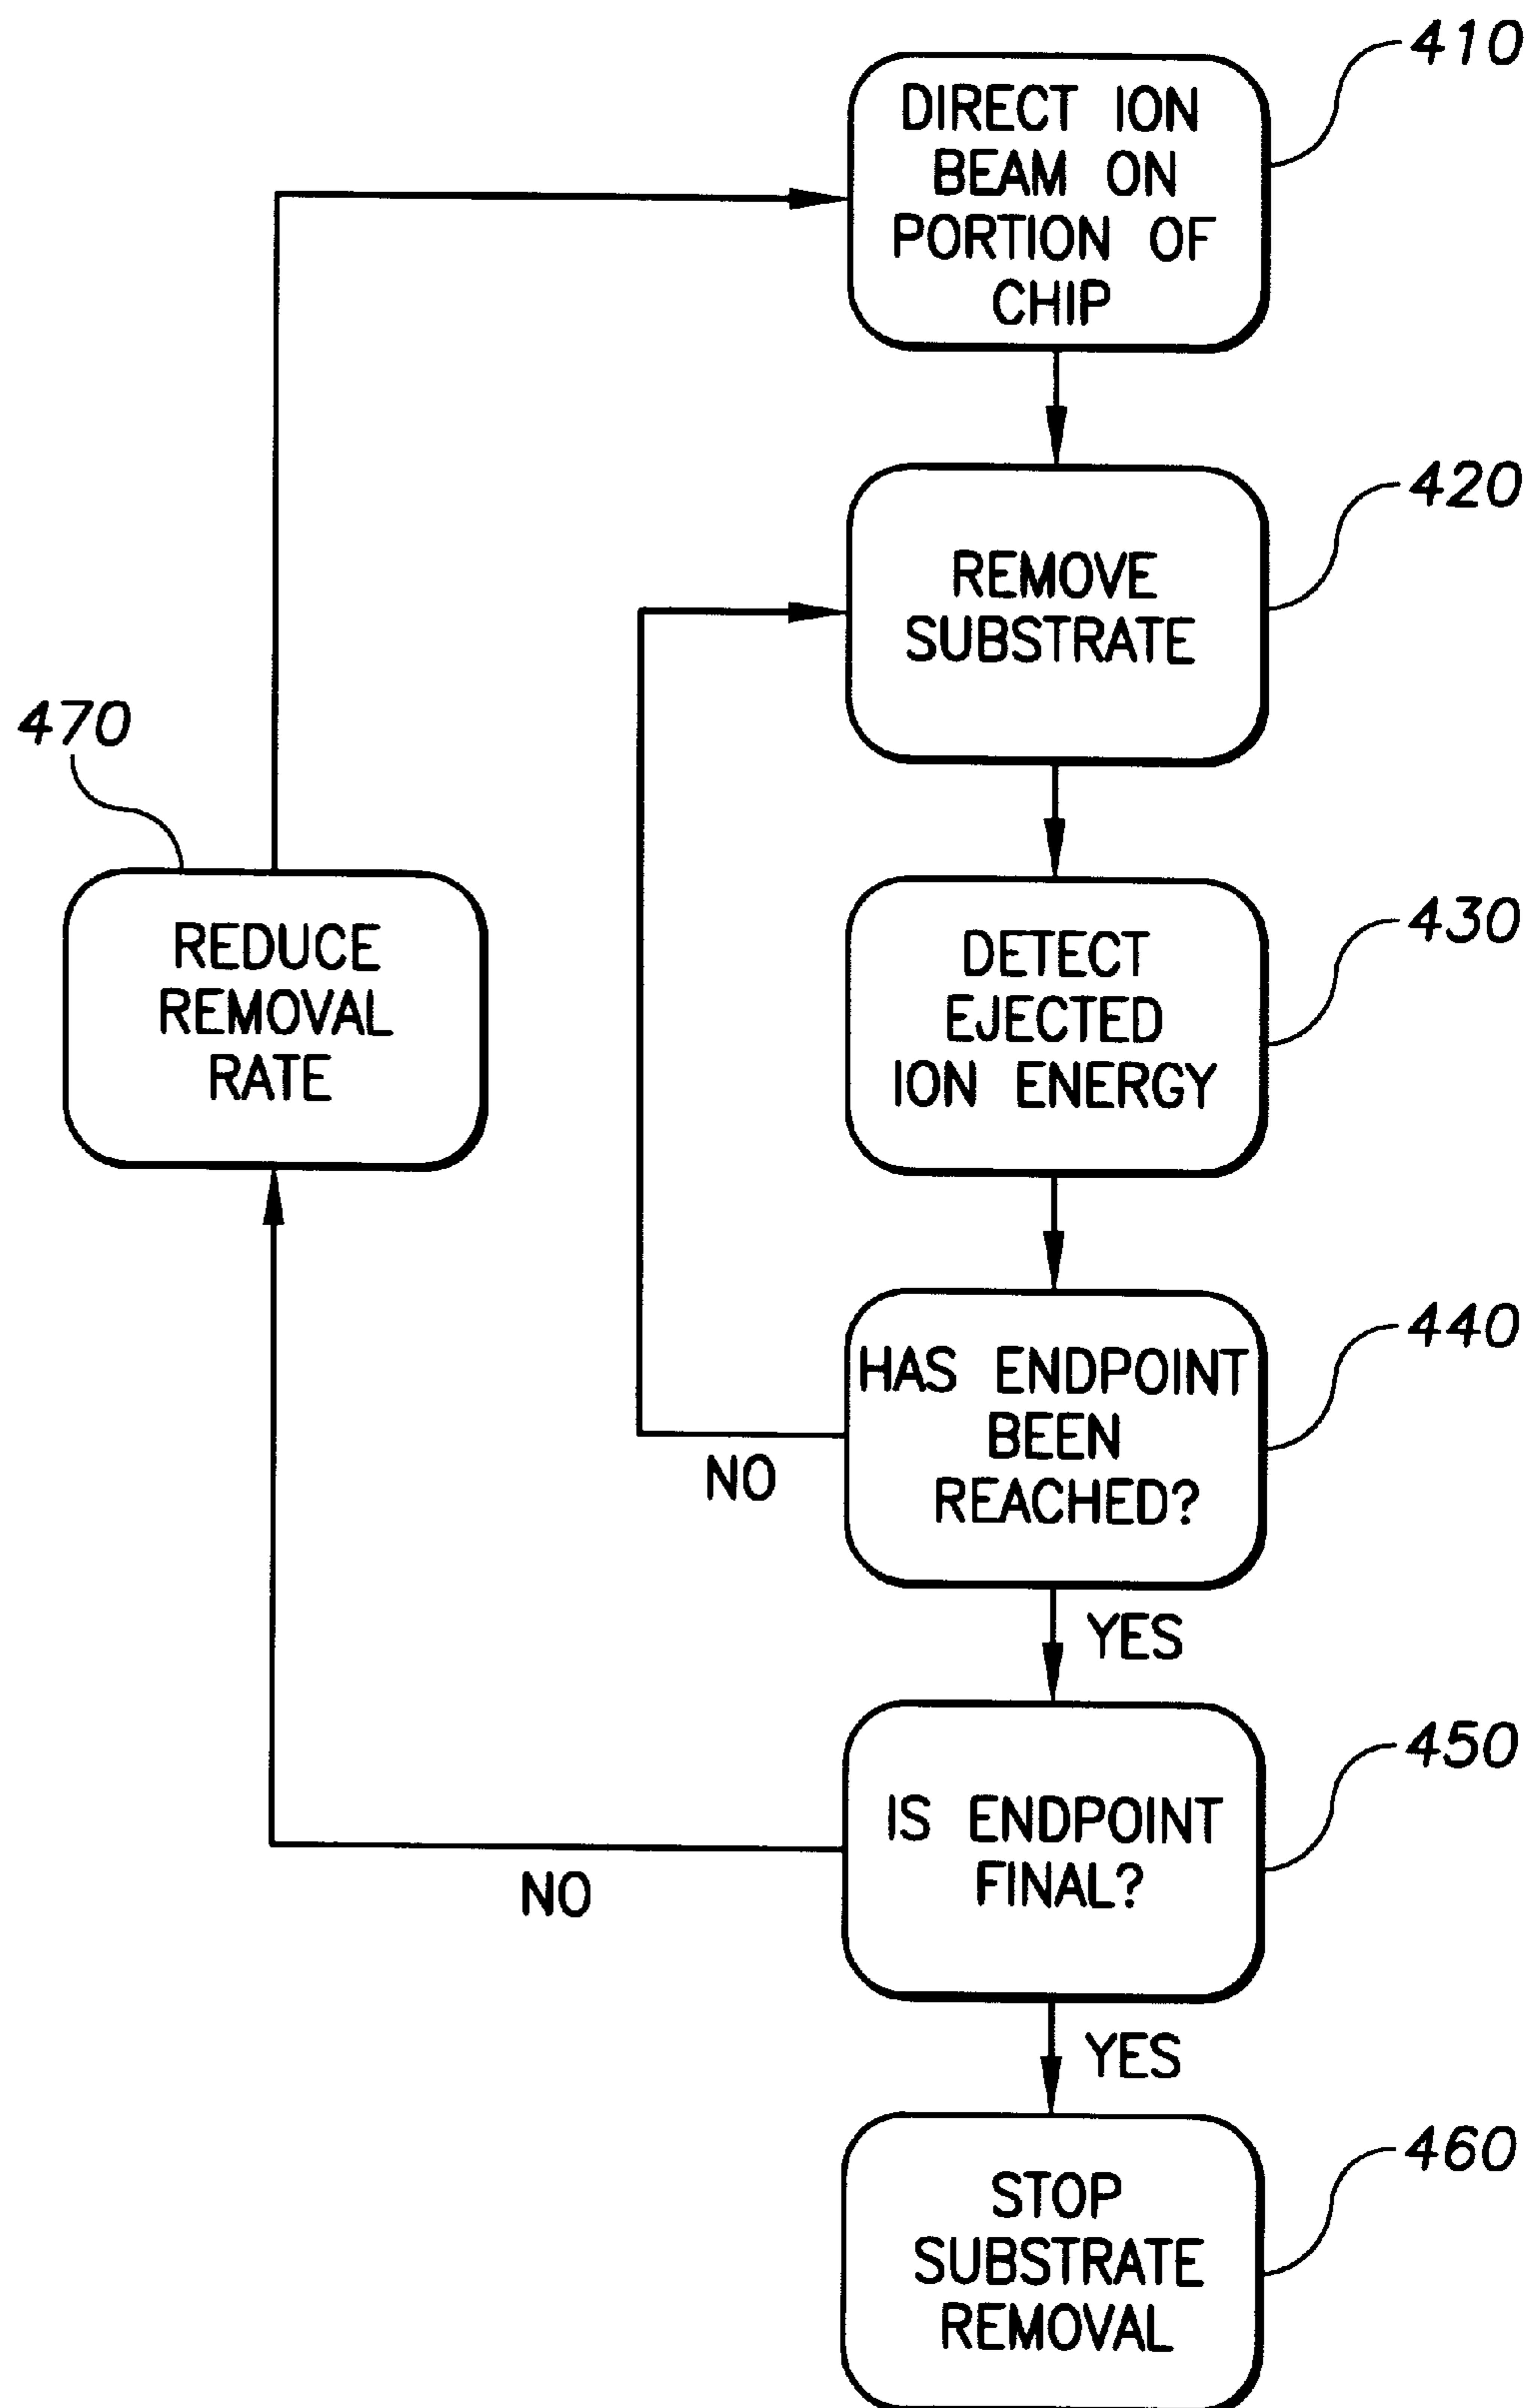 410
DIRECT ION
BEAM ON
PORTION OF
CHIP
420
REMOVE
SUBSTRATE
470
REDUCE
REMOVAL
RATE
430
DETECT
EJECTED
ION ENERGY
440
HAS ENDPOINT
BEEN
REACHED?
NO
YES
450
IS ENDPOINT
FINAL?
NO
YES
460
STOP
SUBSTRATE
REMOVAL